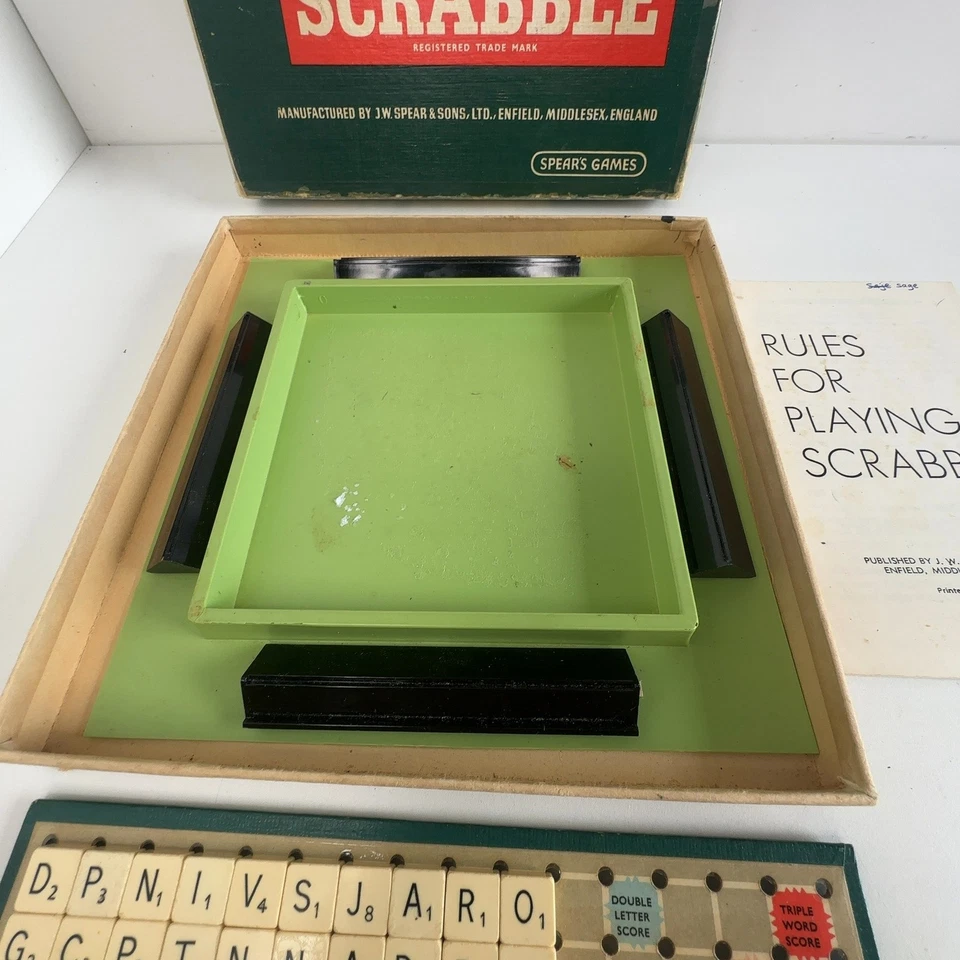 SCRABBLE
REGISTERED TRADE MARK
MANUFACTURED BY J.W. SPEAR & SONS, LTD., ENFIELD, MIDDLESEX, ENGLAND
SPEAR'S GAMES
sage
RULES
FOR
PLAYING
SCRABB
PUBLISHED BY J. W.
ENFIELD, MIDD
Printe
D2 P3 N1 I1 V4 S1 J8 A1 R1 O1
DOUBLE
LETTER
SCORE
TRIPLE
WORD
SCORE